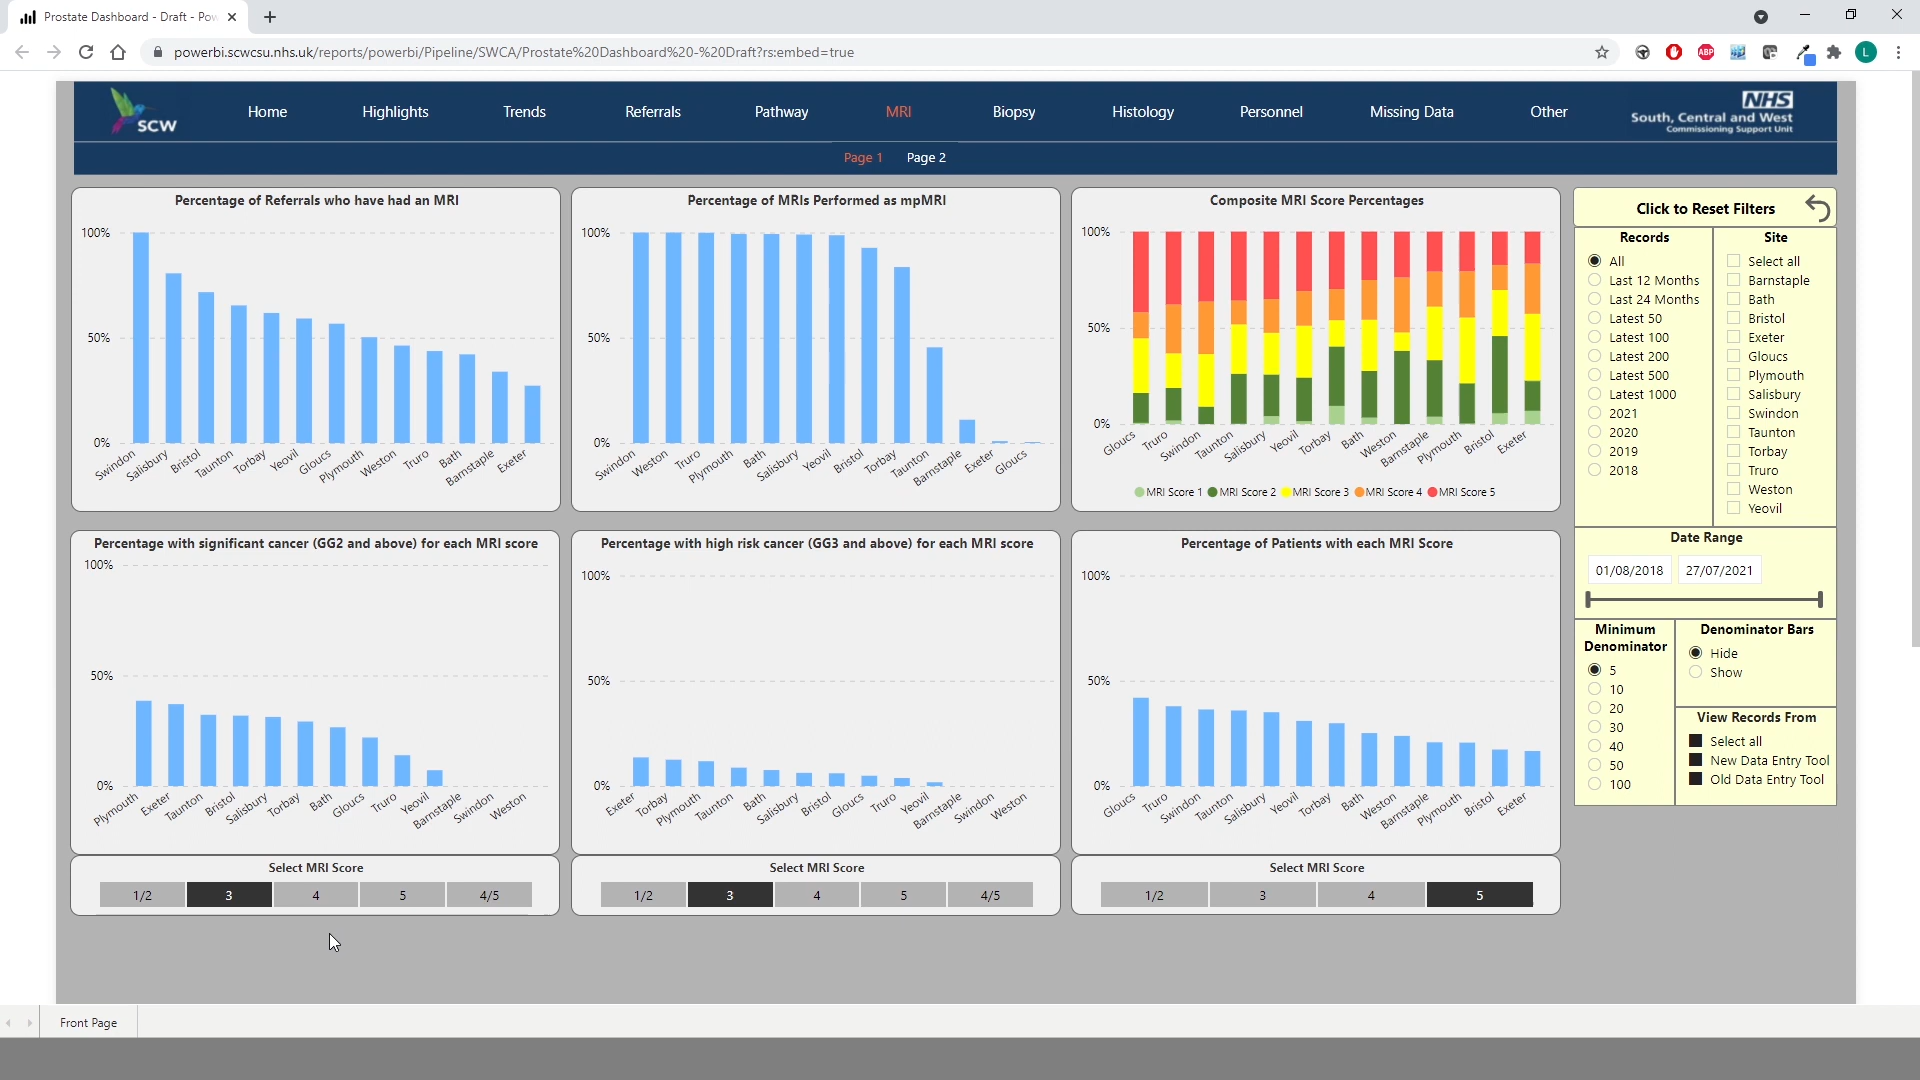 Prostate Dashboard - Draft - Pow
powerbi.scwcsu.nhs.uk/reports/powerbi/Pipeline/SWCA/Prostate%20Dashboard%20-%20Draft?rs:embed=true
ABP
L
SCW
Home Highlights Trends Referrals Pathway MRI Biopsy Histology Personnel Missing Data Other
NHS
South, Central and West
Commissioning Support Unit
Page 1 Page 2
Percentage of Referrals who have had an MRI
100%
50%
0%
Swindon Salisbury Bristol Taunton Torbay Yeovil Gloucs Plymouth Weston Truro Bath Barnstaple Exeter
Percentage of MRIs Performed as mpMRI
100%
50%
0%
Swindon Weston Truro Plymouth Bath Salisbury Yeovil Bristol Torbay Taunton Barnstaple Exeter Gloucs
Composite MRI Score Percentages
100%
50%
0%
Gloucs Truro Swindon Taunton Salisbury Yeovil Torbay Bath Weston Barnstaple Plymouth Bristol Exeter
MRI Score 1 MRI Score 2 MRI Score 3 MRI Score 4 MRI Score 5
Percentage with significant cancer (GG2 and above) for each MRI score
100%
50%
0%
Plymouth Exeter Taunton Bristol Salisbury Torbay Bath Gloucs Truro Yeovil Barnstaple Swindon Weston
Select MRI Score
1/2 3 4 5 4/5
Percentage with high risk cancer (GG3 and above) for each MRI score
100%
50%
0%
Exeter Torbay Plymouth Taunton Bath Salisbury Bristol Gloucs Truro Yeovil Barnstaple Swindon Weston
Select MRI Score
1/2 3 4 5 4/5
Percentage of Patients with each MRI Score
100%
50%
0%
Gloucs Truro Swindon Taunton Salisbury Yeovil Torbay Bath Weston Barnstaple Plymouth Bristol Exeter
Select MRI Score
1/2 3 4 5
Click to Reset Filters
Records
All
Last 12 Months
Last 24 Months
Latest 50
Latest 100
Latest 200
Latest 500
Latest 1000
2021
2020
2019
2018
Site
Select all
Barnstaple
Bath
Bristol
Exeter
Gloucs
Plymouth
Salisbury
Swindon
Taunton
Torbay
Truro
Weston
Yeovil
Date Range
01/08/2018 27/07/2021
Minimum
Denominator
5
10
20
30
40
50
100
Denominator Bars
Hide
Show
View Records From
Select all
New Data Entry Tool
Old Data Entry Tool
Front Page